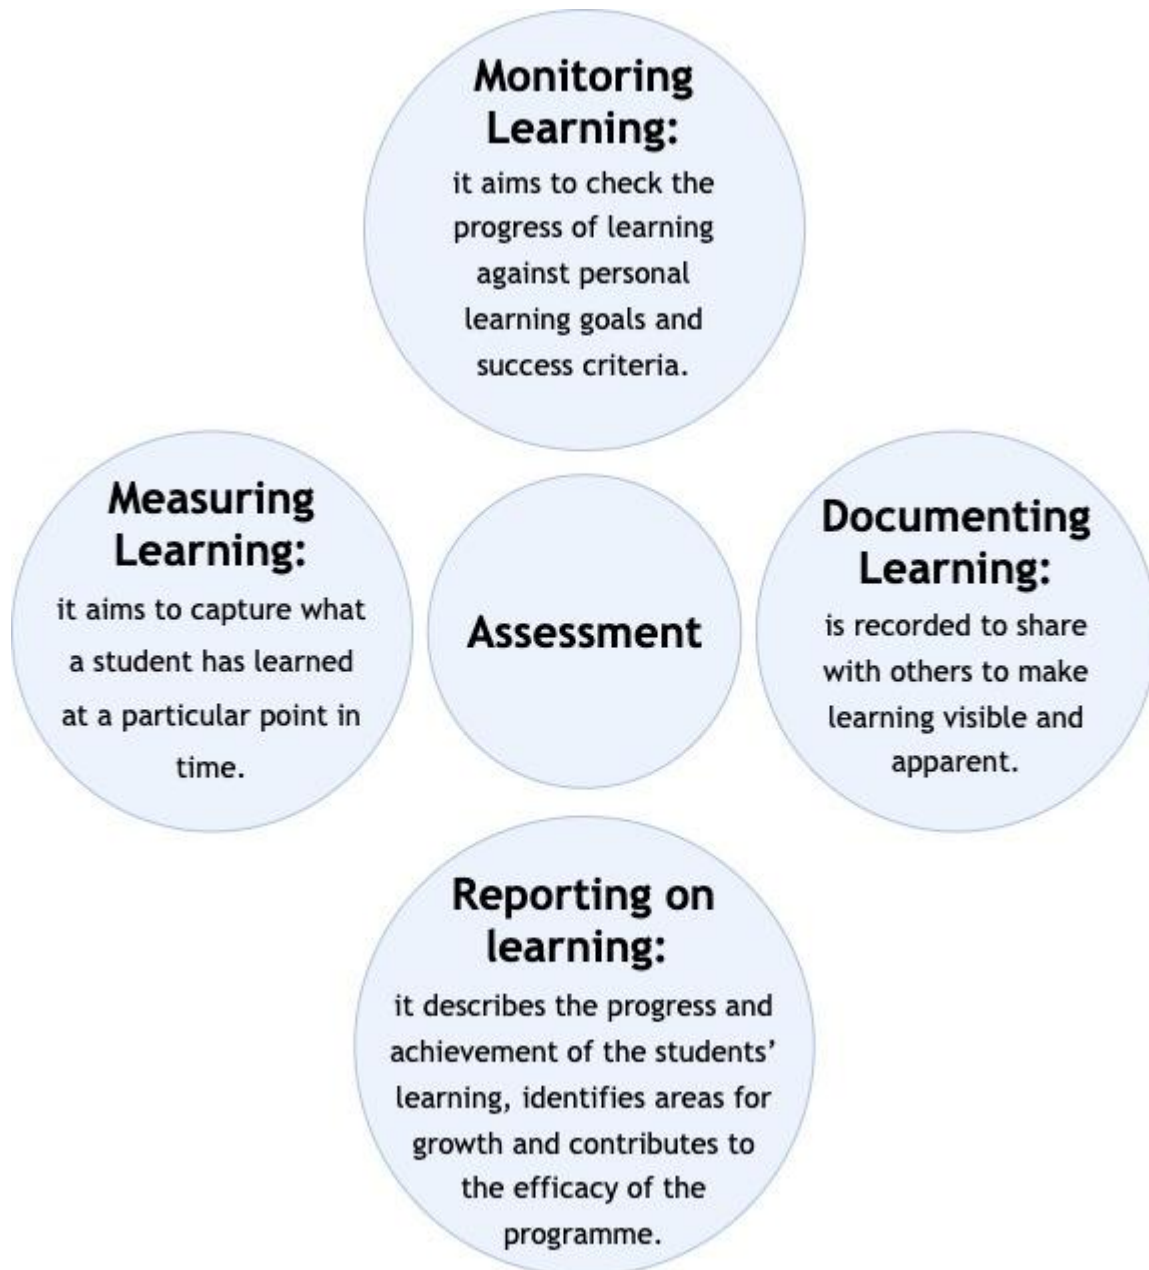 Monitoring
Learning:
it aims to check the
progress of learning
against personal
learning goals and
success criteria.
Measuring
Learning:
it aims to capture what
a student has learned
at a particular point in
time.
Assessment
Documenting
Learning:
is recorded to share
with others to make
learning visible and
apparent.
Reporting on
learning:
it describes the progress and
achievement of the students’
learning, identifies areas for
growth and contributes to
the efficacy of the
programme.